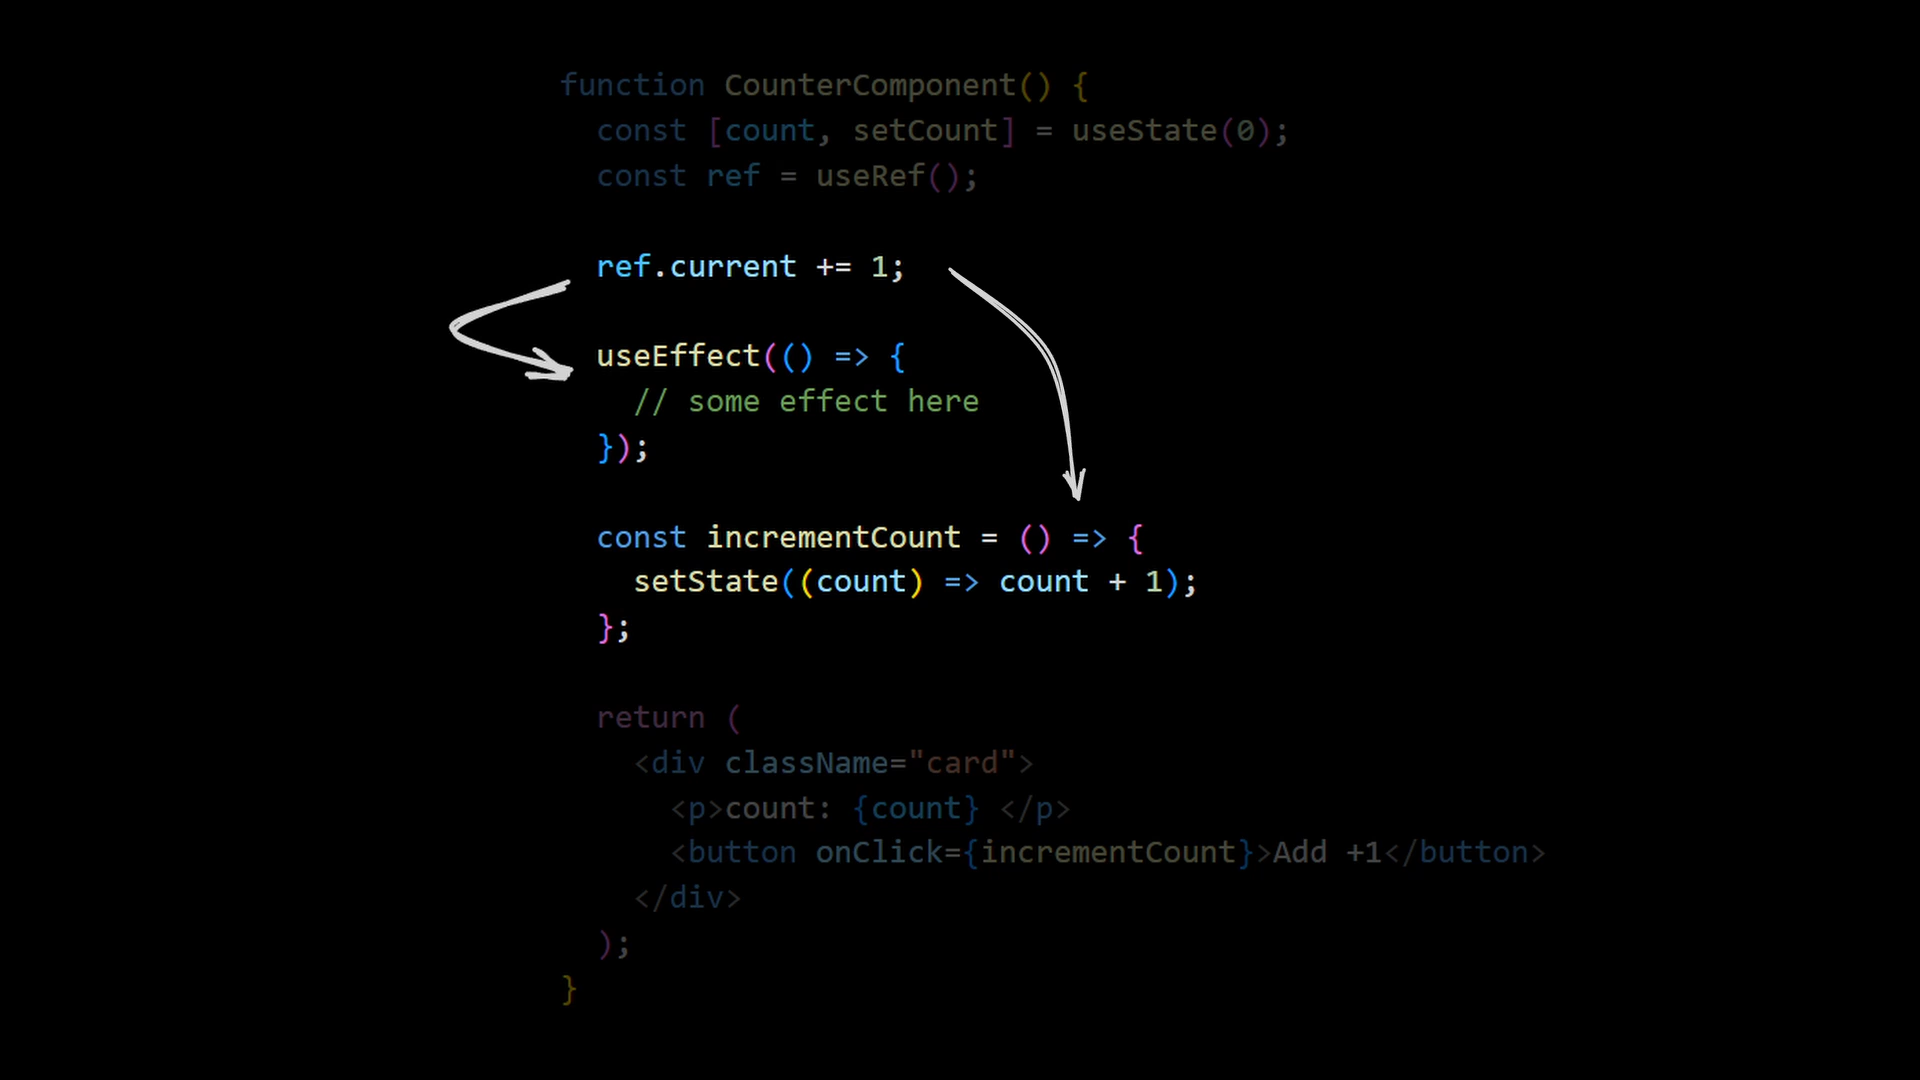 function CounterComponent() {
const [count, setCount] = useState(0);
const ref = useRef();
ref.current += 1;
useEffect(() => {
// some effect here
});
const incrementCount = () => {
setState((count) => count + 1);
};
return (
<div className="card">
<p>count: {count} </p>
<button onClick={incrementCount}>Add +1</button>
</div>
);
}